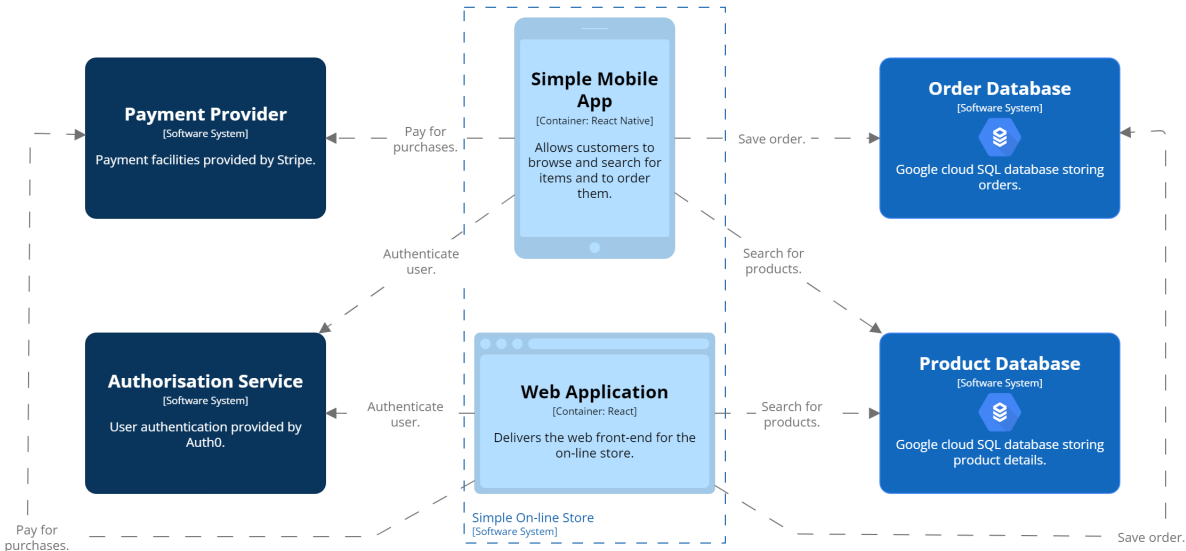 Payment Provider
[Software System]
Payment facilities provided by Stripe.
Pay for
purchases.
Simple Mobile
App
[Container: React Native]
Allows customers to
browse and search for
items and to order
them.
Save order.
Order Database
[Software System]
Google cloud SQL database storing
orders.
Authenticate
user.
Search for
products.
Authorisation Service
[Software System]
User authentication provided by
Auth0.
Authenticate
user.
Web Application
[Container: React]
Delivers the web front-end for the
on-line store.
Search for
products.
Product Database
[Software System]
Google cloud SQL database storing
product details.
Pay for
purchases.
Simple On-line Store
[Software System]
Save order.